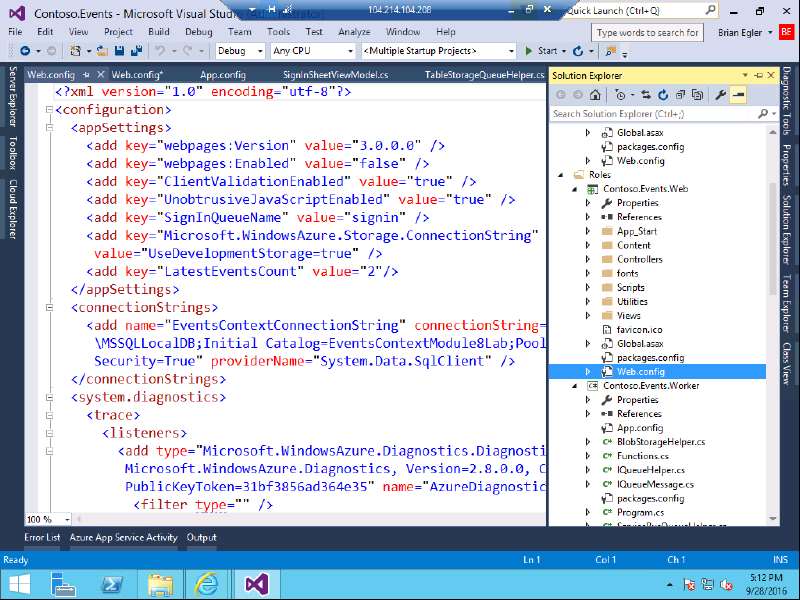 Contoso.Events - Microsoft Visual Stu
104.214.104.208
Quick Launch (Ctrl+Q)
File Edit View Project Build Debug Team Tools Test Analyze Window Help
Type words to search for
Brian Egler
BE
Debug Any CPU <Multiple Startup Projects> Start
Web.config Web.config* App.config SignInSheetViewModel.cs TableStorageQueueHelper.cs
Server Explorer
Toolbox
Cloud Explorer
<?xml version="1.0" encoding="utf-8"?>
<configuration>
<appSettings>
<add key="webpages:Version" value="3.0.0.0" />
<add key="webpages:Enabled" value="false" />
<add key="ClientValidationEnabled" value="true" />
<add key="UnobtrusiveJavaScriptEnabled" value="true" />
<add key="SignInQueueName" value="signin" />
<add key="Microsoft.WindowsAzure.Storage.ConnectionString"
value="UseDevelopmentStorage=true" />
<add key="LatestEventsCount" value="2"/>
</appSettings>
<connectionStrings>
<add name="EventsContextConnectionString" connectionString=
\MSSQLLocalDB;Initial Catalog=EventsContextModule8Lab;Pool
Security=True" providerName="System.Data.SqlClient" />
</connectionStrings>
<system.diagnostics>
<trace>
<listeners>
<add type="Microsoft.WindowsAzure.Diagnostics.Diagnosti
Microsoft.WindowsAzure.Diagnostics, Version=2.8.0.0, C
PublicKeyToken=31bf3856ad364e35" name="AzureDiagnostic
<filter type="" />
100 %
Solution Explorer
Search Solution Explorer (Ctrl+;)
Global.asax
packages.config
Web.config
Roles
Contoso.Events.Web
Properties
References
App_Start
Content
Controllers
fonts
Scripts
Utilities
Views
favicon.ico
Global.asax
packages.config
Web.config
Contoso.Events.Worker
Properties
References
App.config
BlobStorageHelper.cs
Functions.cs
IQueueHelper.cs
IQueueMessage.cs
packages.config
Program.cs
ServiceBusQueueHelper.cs
Diagnostic Tools
Properties
Solution Explorer
Team Explorer
Class View
Error List Azure App Service Activity Output
Ready Ln 1 Col 1 Ch 1 INS
5:12 PM
9/28/2016